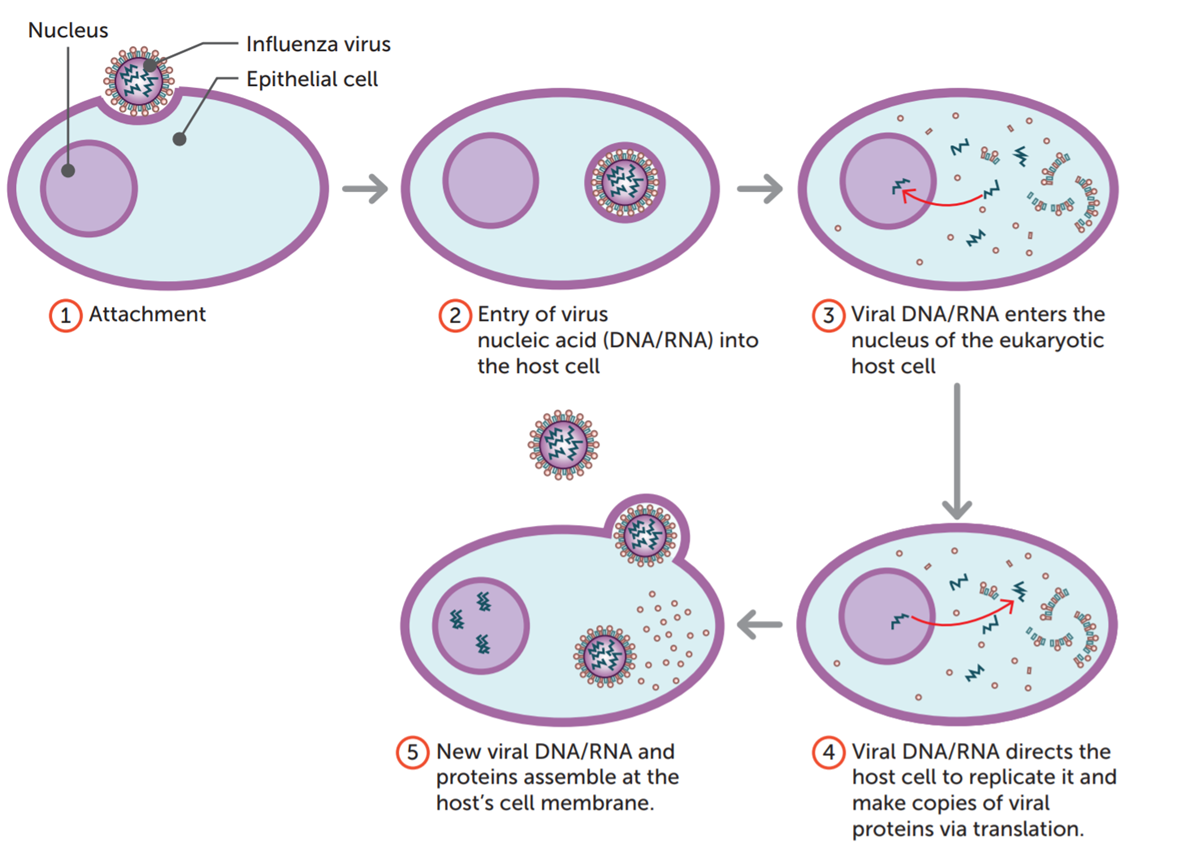 Nucleus
Influenza virus
Epithelial cell
1 Attachment
2 Entry of virus
nucleic acid (DNA/RNA) into
the host cell
3 Viral DNA/RNA enters the
nucleus of the eukaryotic
host cell
4 Viral DNA/RNA directs the
host cell to replicate it and
make copies of viral
proteins via translation.
5 New viral DNA/RNA and
proteins assemble at the
host's cell membrane.